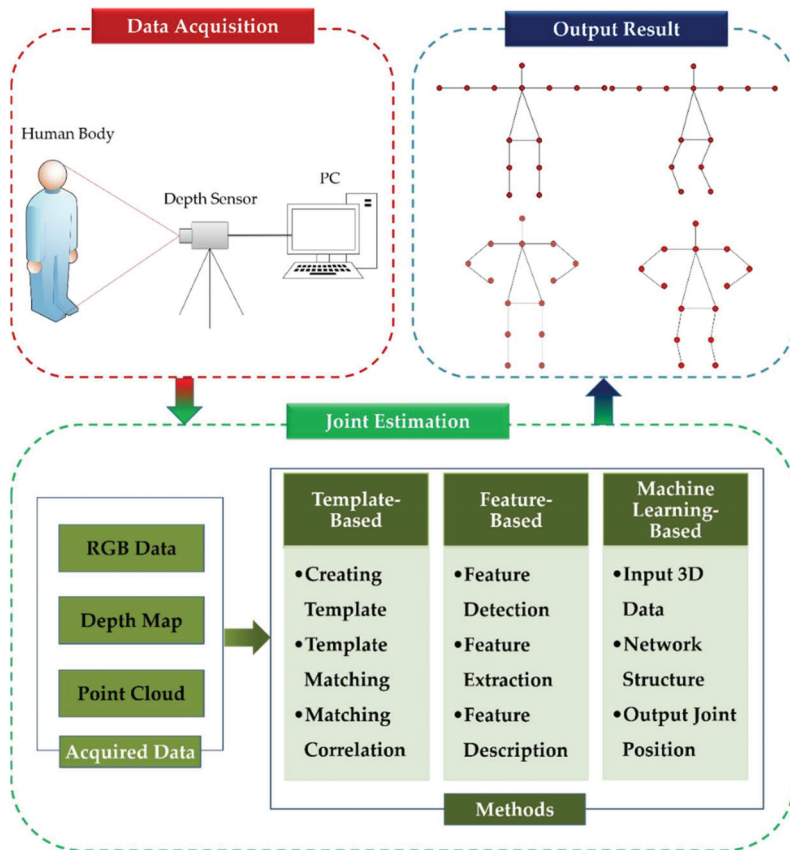 Data Acquisition
Human Body
Depth Sensor
PC
Output Result
Joint Estimation
RGB Data
Depth Map
Point Cloud
Acquired Data
Template-
Based
•Creating
Template
•Template
Matching
•Matching
Correlation
Feature-
Based
•Feature
Detection
•Feature
Extraction
•Feature
Description
Machine
Learning-
Based
•Input 3D
Data
•Network
Structure
•Output Joint
Position
Methods